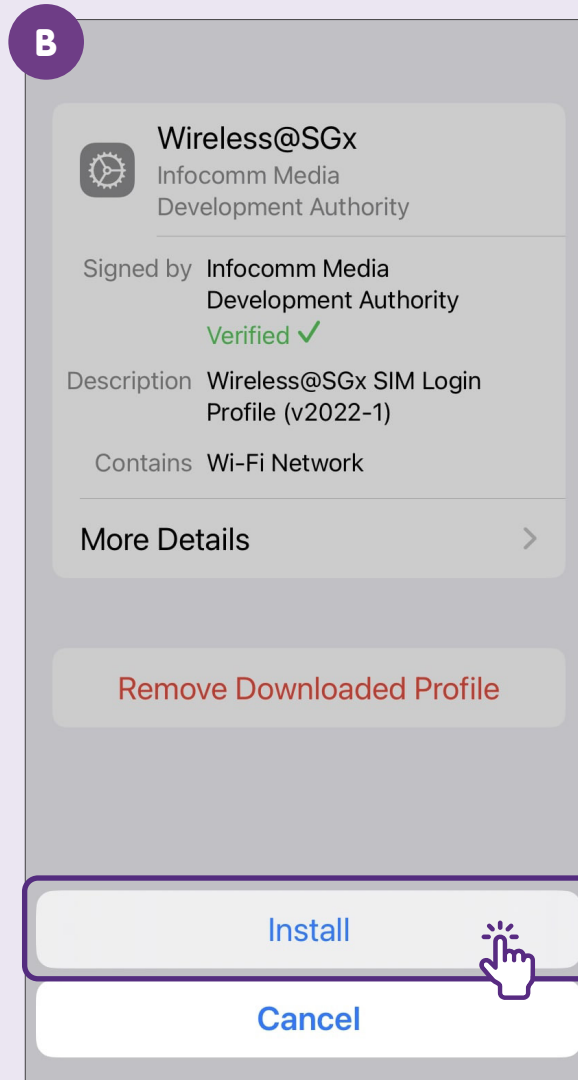 B
Wireless@SGx
Infocomm Media
Development Authority
Signed by Infocomm Media
Development Authority
Verified
Description Wireless@SGx SIM Login
Profile (v2022-1)
Contains Wi-Fi Network
More Details
Remove Downloaded Profile
Install
Cancel